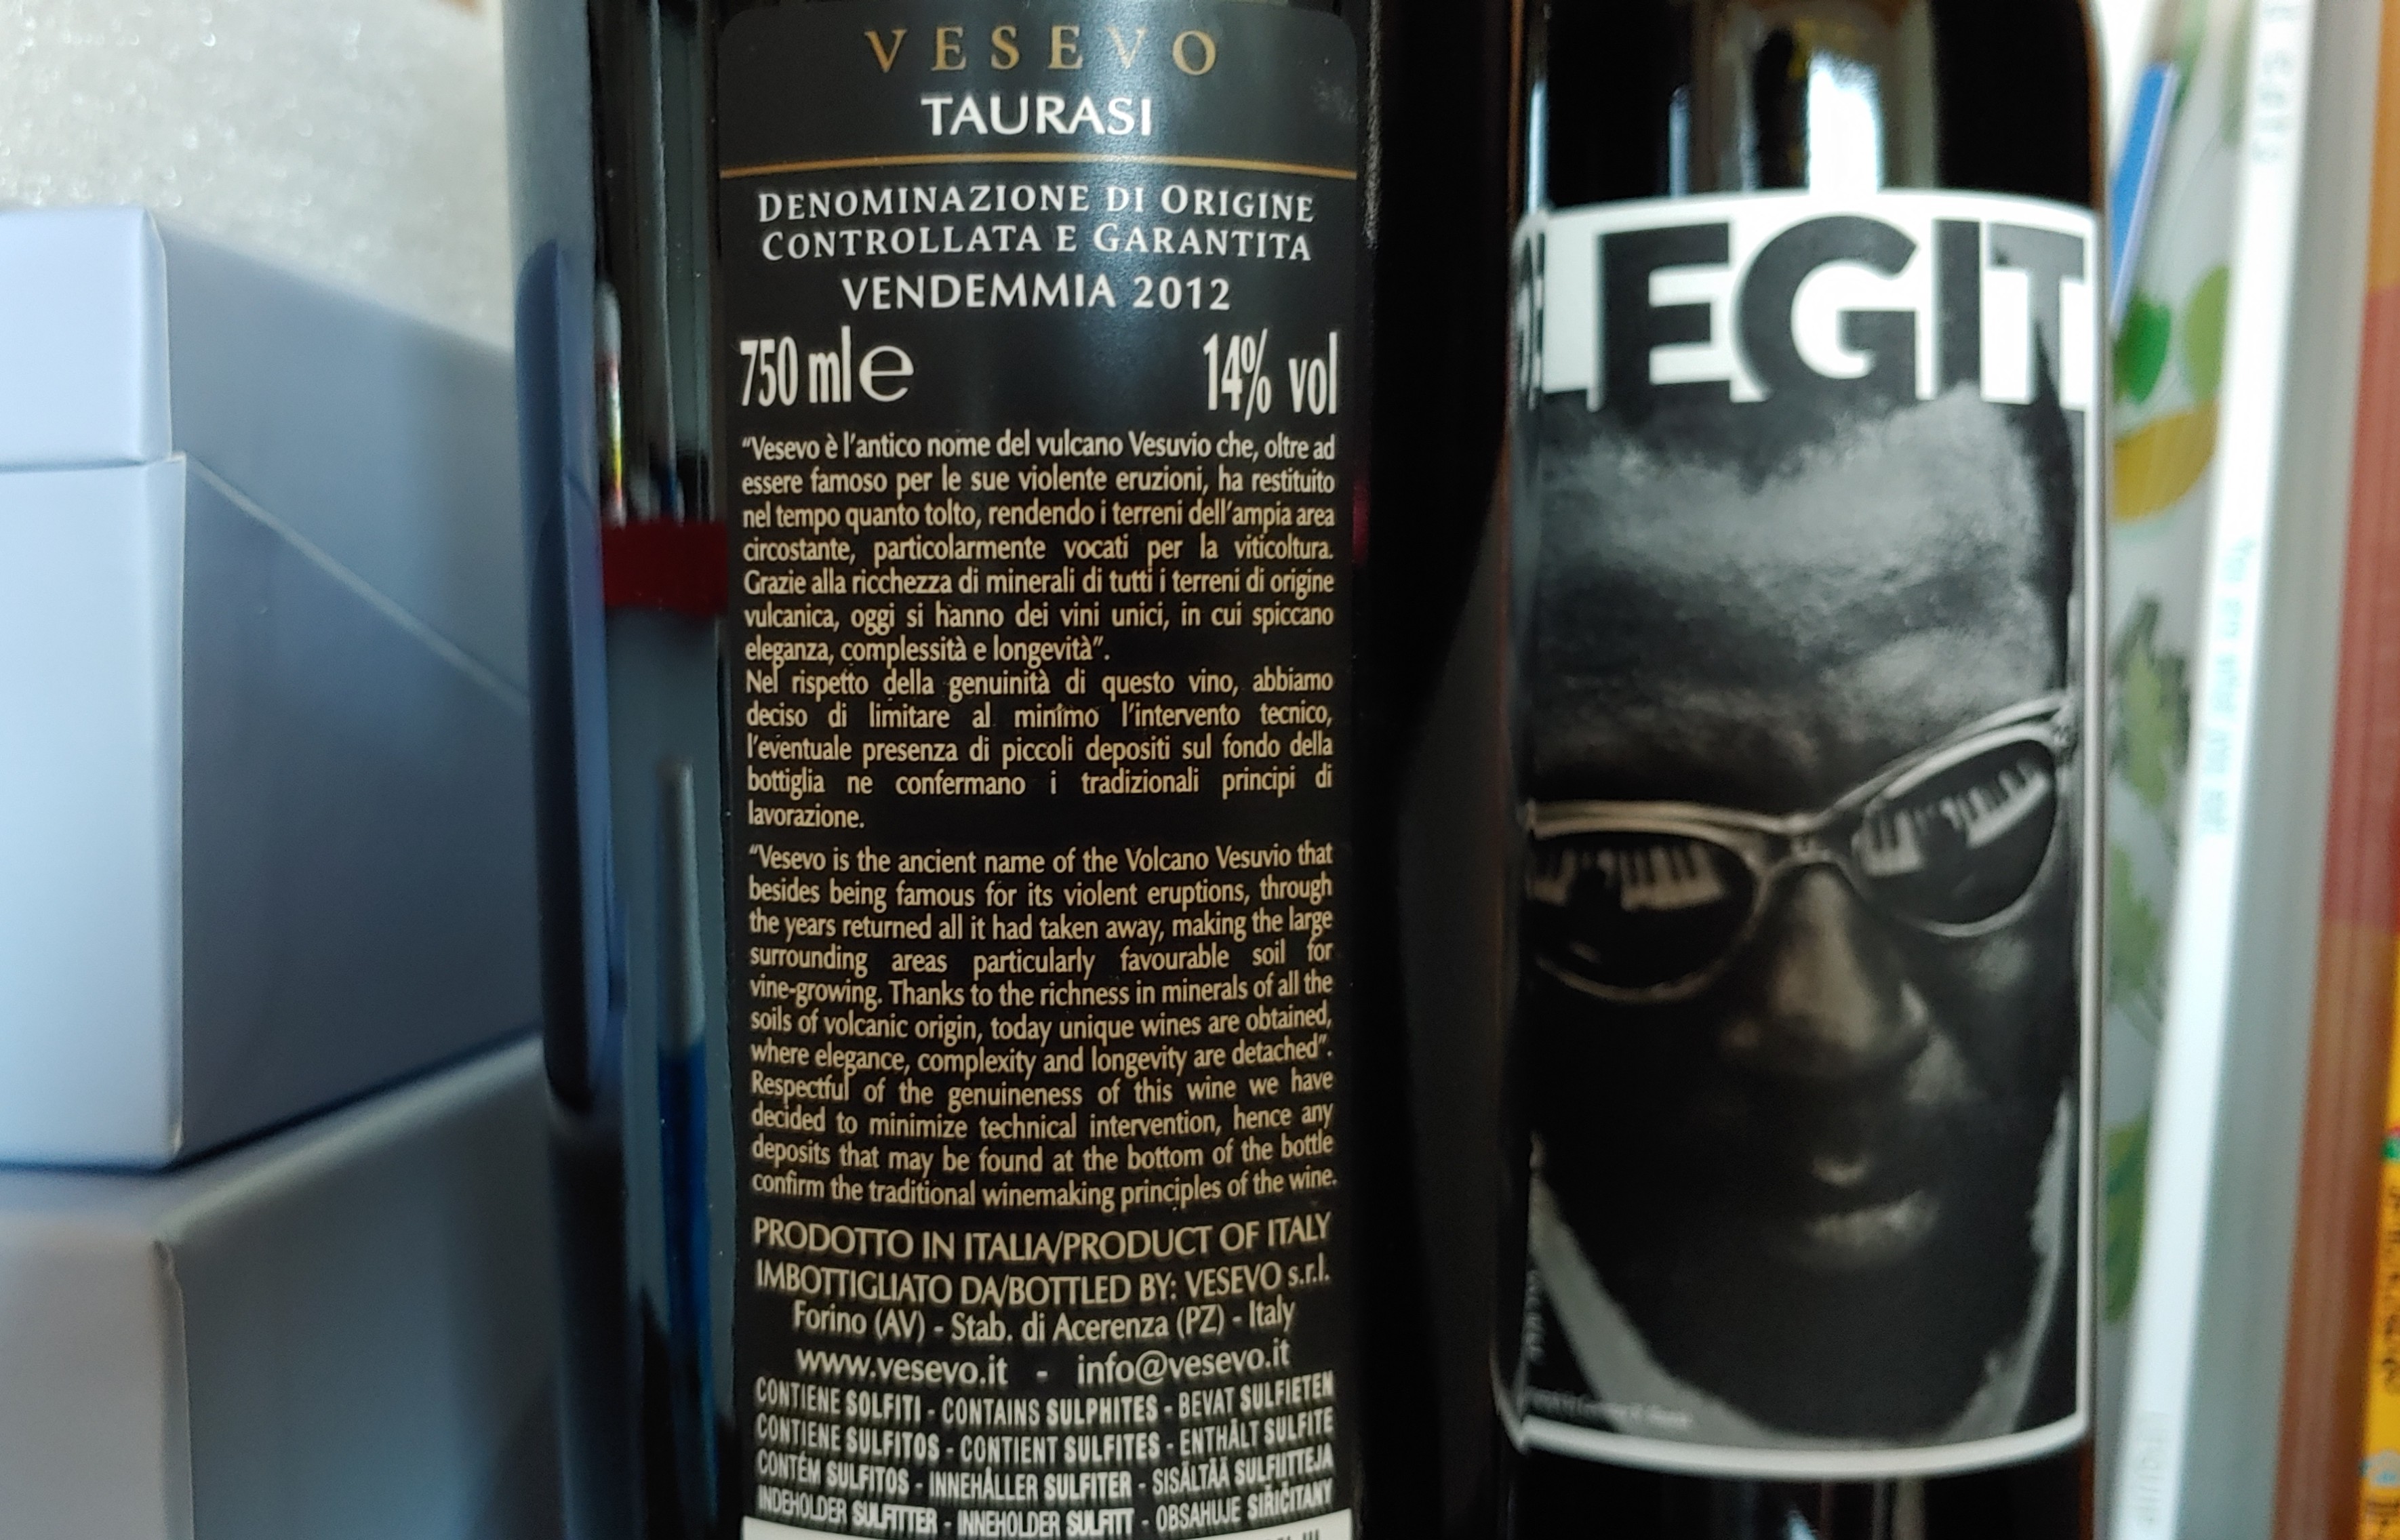 VESEVO
TAURASI
DENOMINAZIONE DI ORIGINE
CONTROLLATA E GARANTITA
VENDEMMIA 2012
750 ml e 14% vol
“Vesevo è l’antico nome del vulcano Vesuvio che, oltre ad
essere famoso per le sue violente eruzioni, ha restituito
nel tempo quanto tolto, rendendo i terreni dell’ampia area
circostante, particolarmente vocati per la viticoltura.
Grazie alla ricchezza di minerali di tutti i terreni di origine
vulcanica, oggi si hanno dei vini unici, in cui spiccano
eleganza, complessità e longevità”.
Nel rispetto della genuinità di questo vino, abbiamo
deciso di limitare al minimo l’intervento tecnico,
l’eventuale presenza di piccoli depositi sul fondo della
bottiglia ne confermano i tradizionali principi di
lavorazione.
“Vesevo is the ancient name of the Volcano Vesuvio that
besides being famous for its violent eruptions, through
the years returned all it had taken away, making the large
surrounding areas particularly favourable soil for
vine-growing. Thanks to the richness in minerals of all the
soils of volcanic origin, today unique wines are obtained,
where elegance, complexity and longevity are detached”.
Respectful of the genuineness of this wine we have
decided to minimize technical intervention, hence any
deposits that may be found at the bottom of the bottle
confirm the traditional winemaking principles of the wine.
PRODOTTO IN ITALIA/PRODUCT OF ITALY
IMBOTTIGLIATO DA/BOTTLED BY: VESEVO s.r.l.
Forino (AV) - Stab. di Acerenza (PZ) - Italy
www.vesevo.it - info@vesevo.it
CONTIENE SOLFITI - CONTAINS SULPHITES - BEVAT SULFIETEN
CONTIENE SULFITOS - CONTIENT SULFITES - ENTHÄLT SULFITE
CONTÉM SULFITOS - INNEHÅLLER SULFITER - SISÄLTÄÄ SULFIITTEJA
INDEHOLDER SULFITTER - INNEHOLDER SULFITT - OBSAHUJE SIŘIČITANY
LEGIT